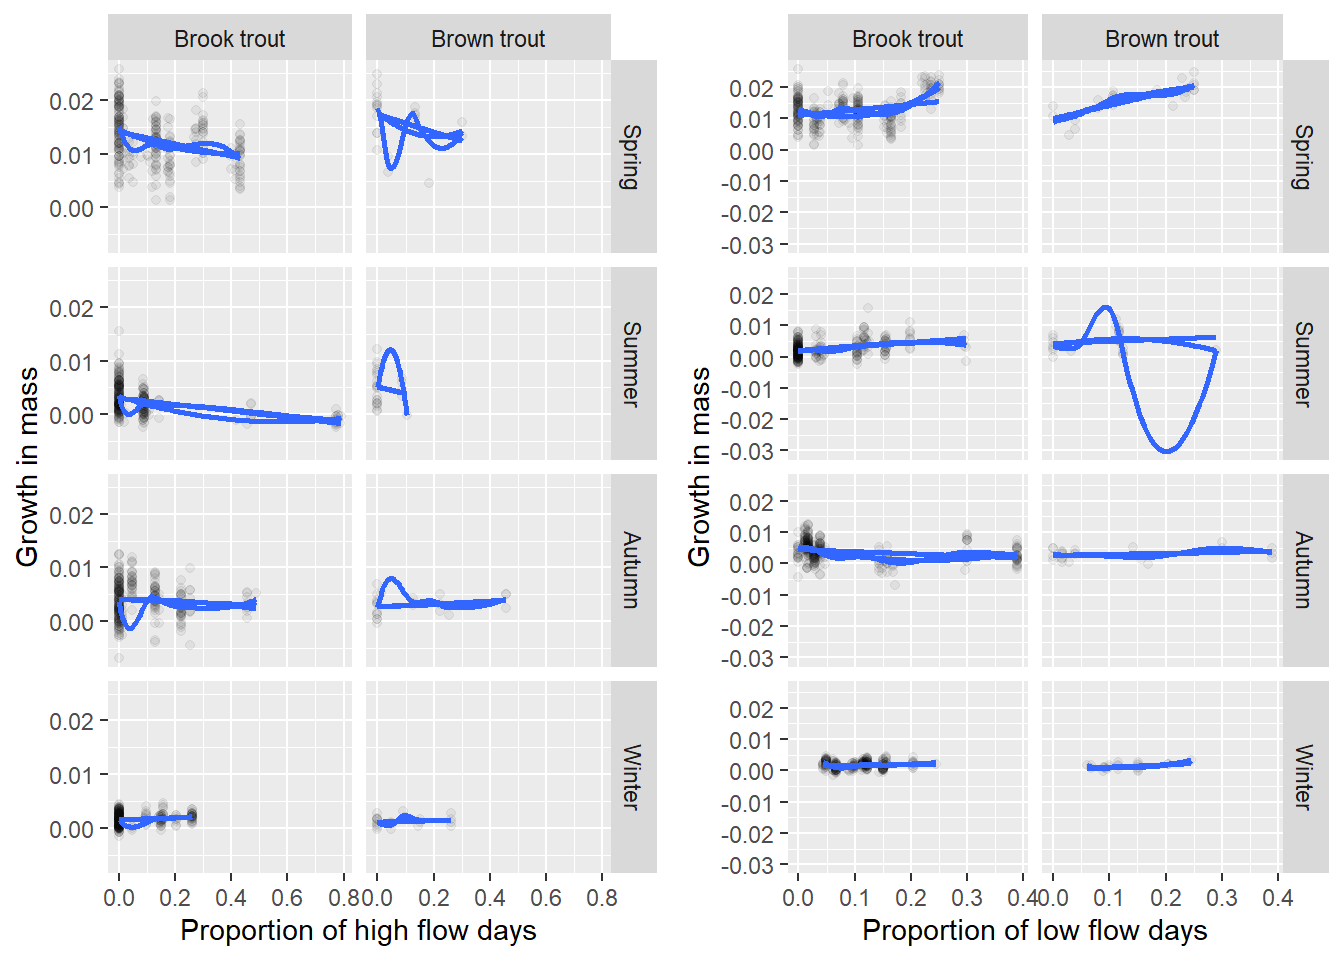 Brook trout Brown trout
Spring
0.02
0.01
0.00
Summer
0.02
0.01
0.00
Autumn
0.02
0.01
0.00
Winter
0.02
0.01
0.00
0.0 0.2 0.4 0.6 0.8 0.0 0.2 0.4 0.6 0.8
Proportion of high flow days
Growth in mass
Brook trout Brown trout
Spring
0.02
0.01
0.00
-0.01
-0.02
-0.03
Summer
0.02
0.01
0.00
-0.01
-0.02
-0.03
Autumn
0.02
0.01
0.00
-0.01
-0.02
-0.03
Winter
0.02
0.01
0.00
-0.01
-0.02
-0.03
0.0 0.1 0.2 0.3 0.4 0.0 0.1 0.2 0.3 0.4
Proportion of low flow days
Growth in mass